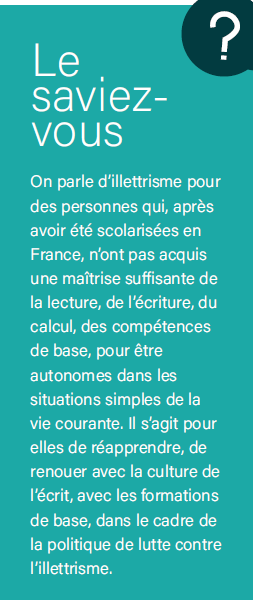 ?
Le
saviez-
vous
On parle d'illettrisme pour
des personnes qui, après
avoir été scolarisées en
France, n'ont pas acquis
une maîtrise suffisante de
la lecture, de l'écriture, du
calcul, des compétences
de base, pour être
autonomes dans les
situations simples de la
vie courante. Il s'agit pour
elles de réapprendre, de
renouer avec la culture de
l'écrit, avec les formations
de base, dans le cadre de
la politique de lutte contre
l'illettrisme.